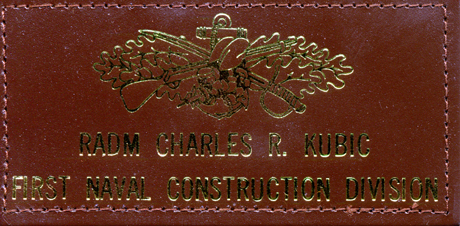 RADM CHARLES R. KUBIC
FIRST NAVAL CONSTRUCTION DIVISION